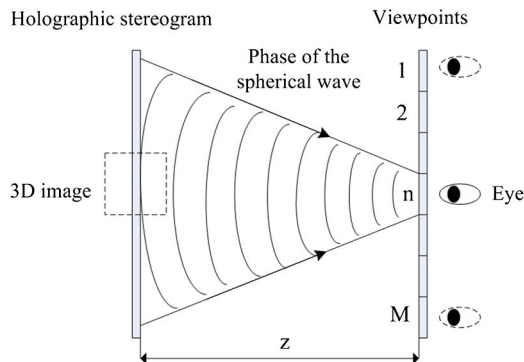 Holographic stereogram
Viewpoints
Phase of the
spherical wave
1
2
3D image
n
Eye
M
z